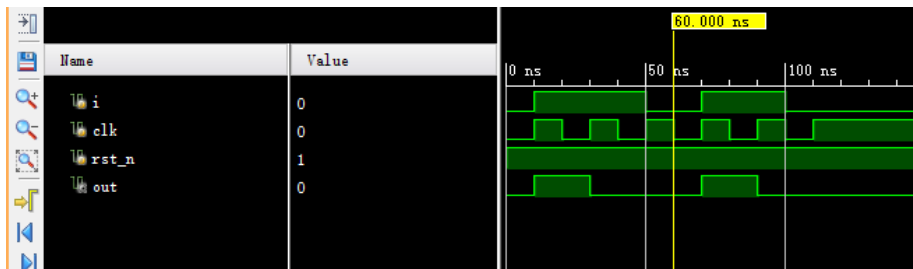 60.000 ns
Name Value
0 ns 50 ns 100 ns
i 0
clk 0
rst_n 1
out 0